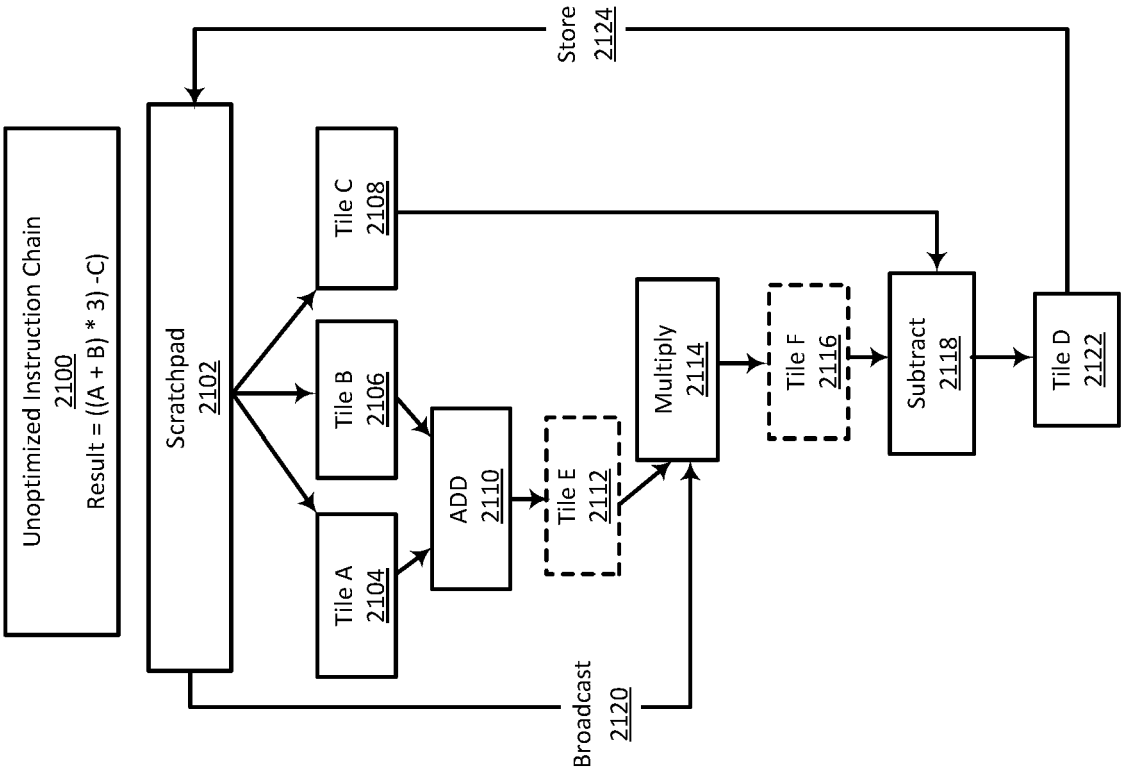 Unoptimized Instruction Chain
2100
Result = ((A + B) * 3) -C)
Scratchpad
2102
Tile A
2104
Tile B
2106
Tile C
2108
ADD
2110
Tile E
2112
Broadcast
2120
Multiply
2114
Tile F
2116
Subtract
2118
Tile D
2122
Store
2124